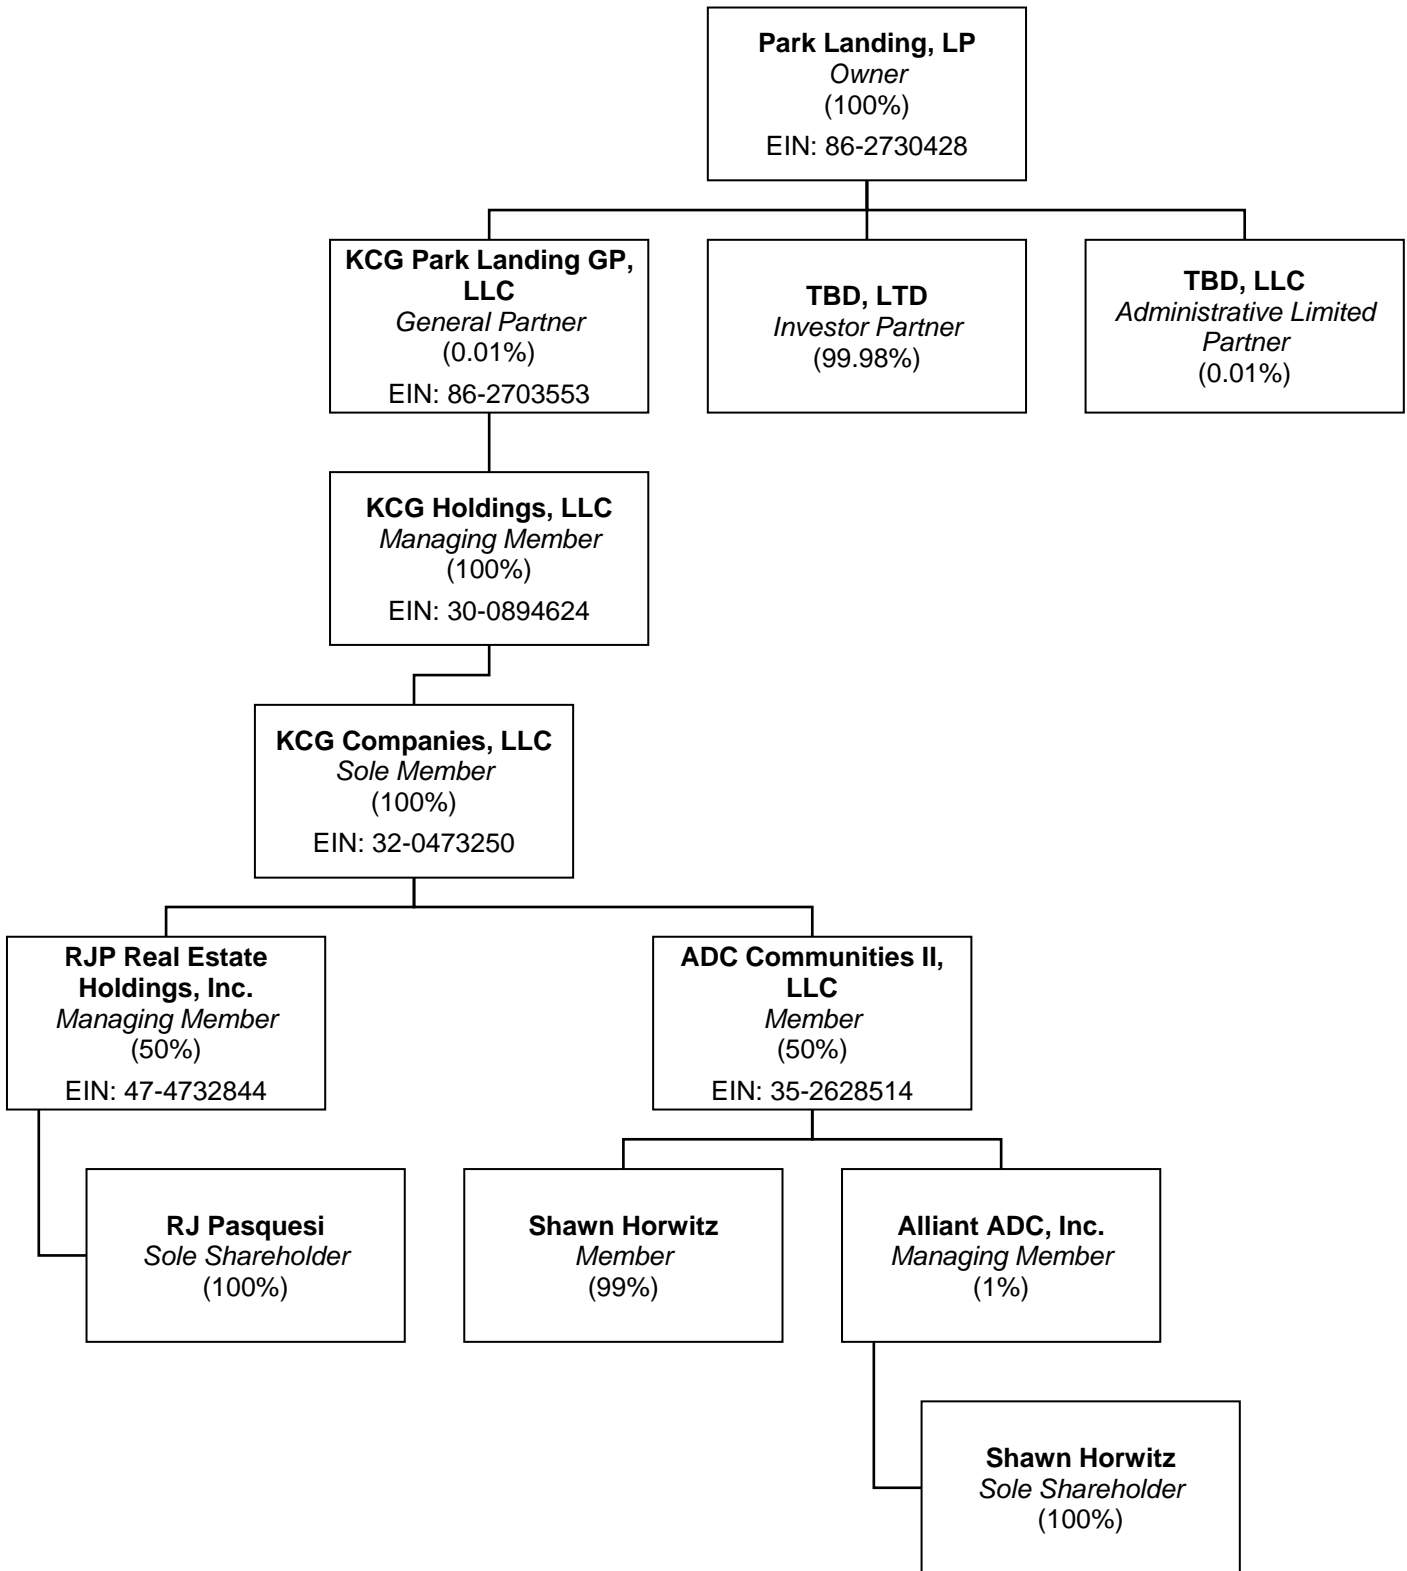 Park Landing, LP
Owner
(100%)
EIN: 86-2730428
KCG Park Landing GP,
LLC
General Partner
(0.01%)
EIN: 86-2703553
TBD, LTD
Investor Partner
(99.98%)
TBD, LLC
Administrative Limited
Partner
(0.01%)
KCG Holdings, LLC
Managing Member
(100%)
EIN: 30-0894624
KCG Companies, LLC
Sole Member
(100%)
EIN: 32-0473250
RJP Real Estate
Holdings, Inc.
Managing Member
(50%)
EIN: 47-4732844
ADC Communities II,
LLC
Member
(50%)
EIN: 35-2628514
RJ Pasquesi
Sole Shareholder
(100%)
Shawn Horwitz
Member
(99%)
Alliant ADC, Inc.
Managing Member
(1%)
Shawn Horwitz
Sole Shareholder
(100%)